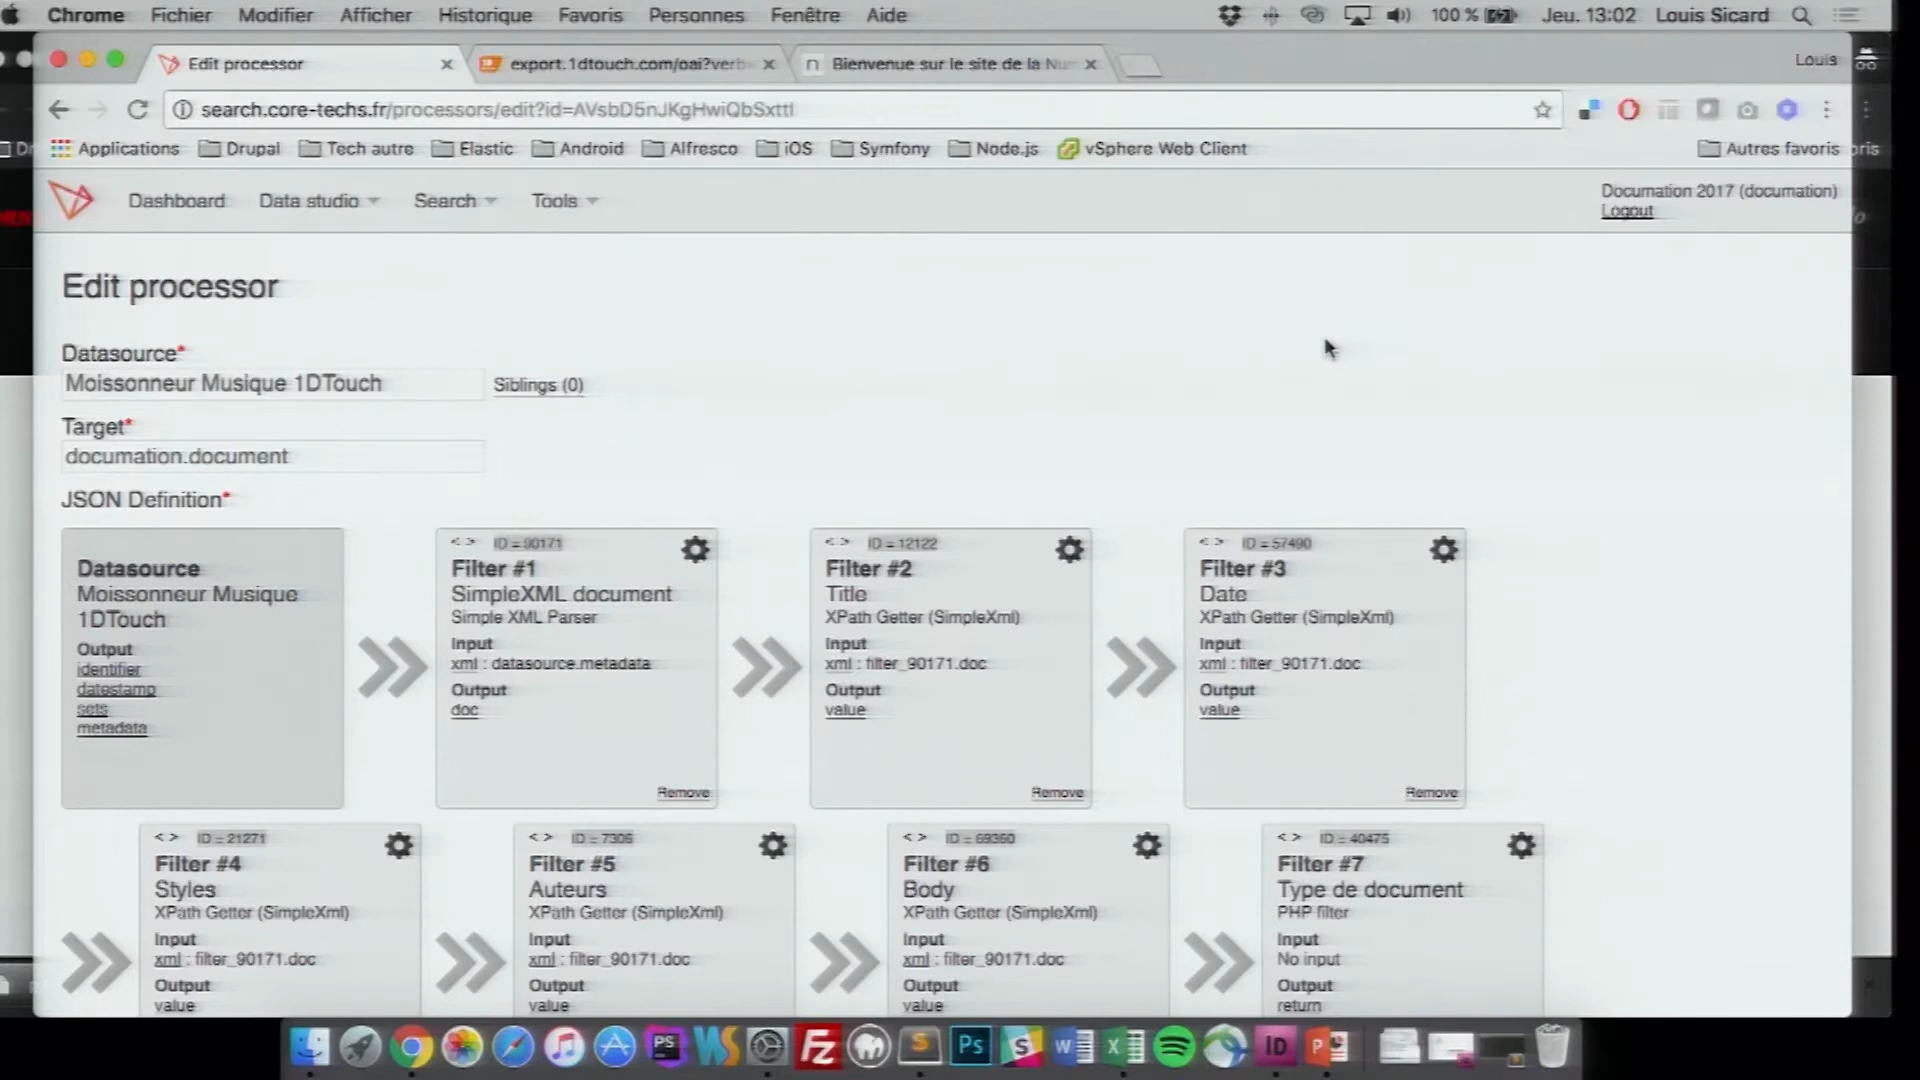 Chrome Fichier Modifier Afficher Historique Favoris Personnes Fenêtre Aide 100 % Jeu. 13:02 Louis Sicard
Edit processor export.1dtouch.com/oai?verb Bienvenue sur le site de la Nu Louis
search.core-techs.fr/processors/edit?id=AVsbD5nJKgHwiQbSxttI
Applications Drupal Tech autre Elastic Android Alfresco iOS Symfony Node.js vSphere Web Client Autres favoris
Dashboard Data studio Search Tools Documation 2017 (documation)
Logout
Edit processor
Datasource*
Moissonneur Musique 1DTouch Siblings (0)
Target*
documation.document
JSON Definition*
Datasource
Moissonneur Musique
1DTouch
Output
identifier
datestamp
sets
metadata
< > ID = 90171
Filter #1
SimpleXML document
Simple XML Parser
Input
xml : datasource.metadata
Output
doc
Remove
< > ID = 12122
Filter #2
Title
XPath Getter (SimpleXml)
Input
xml : filter_90171.doc
Output
value
Remove
< > ID = 57490
Filter #3
Date
XPath Getter (SimpleXml)
Input
xml : filter_90171.doc
Output
value
Remove
< > ID = 21271
Filter #4
Styles
XPath Getter (SimpleXml)
Input
xml : filter_90171.doc
Output
value
< > ID = 7306
Filter #5
Auteurs
XPath Getter (SimpleXml)
Input
xml : filter_90171.doc
Output
value
< > ID = 69360
Filter #6
Body
XPath Getter (SimpleXml)
Input
xml : filter_90171.doc
Output
value
< > ID = 40475
Filter #7
Type de document
PHP filter
Input
No input
Output
return
PS Fz S Ps S W X ID P